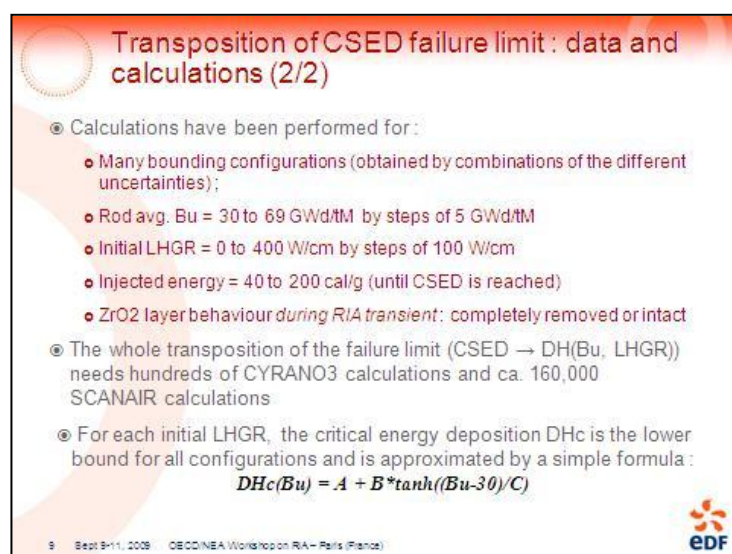 Transposition of CSED failure limit : data and
calculations (2/2)
Calculations have been performed for :
Many bounding configurations (obtained by combinations of the different
uncertainties) ;
Rod avg. Bu = 30 to 69 GWd/tM by steps of 5 GWd/tM
Initial LHGR = 0 to 400 W/cm by steps of 100 W/cm
Injected energy = 40 to 200 cal/g (until CSED is reached)
ZrO2 layer behaviour during RIA transient : completely removed or intact
The whole transposition of the failure limit (CSED → DH(Bu, LHGR))
needs hundreds of CYRANO3 calculations and ca. 160,000
SCANAIR calculations
For each initial LHGR, the critical energy deposition DHc is the lower
bound for all configurations and is approximated by a simple formula :
DHc(Bu) = A + B*tanh((Bu-30)/C)
9 Sept 9-11, 2009 OECD/NEA Workshop on RIA – Paris (France)
eDF